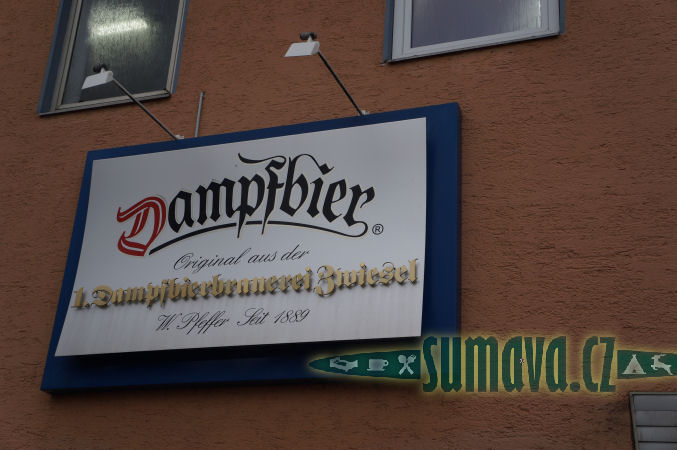 Dampfbier®
Original aus der
1. Dampfbierbrauerei Zwiesel
W. Pfeffer Seit 1889
sumava.cz